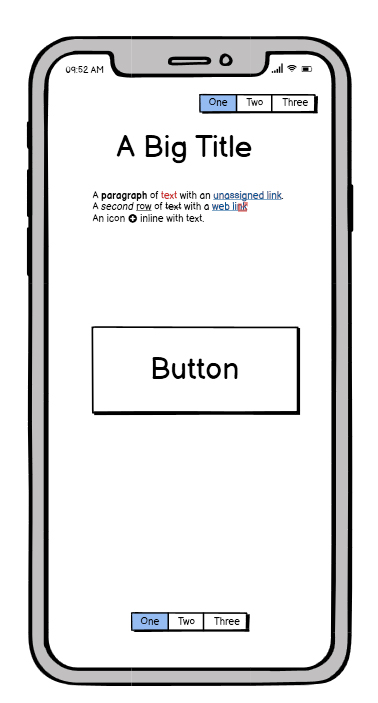 09:52 AM
One Two Three
A Big Title
A paragraph of text with an unassigned link.
A second row of text with a web link
An icon inline with text.
Button
One Two Three